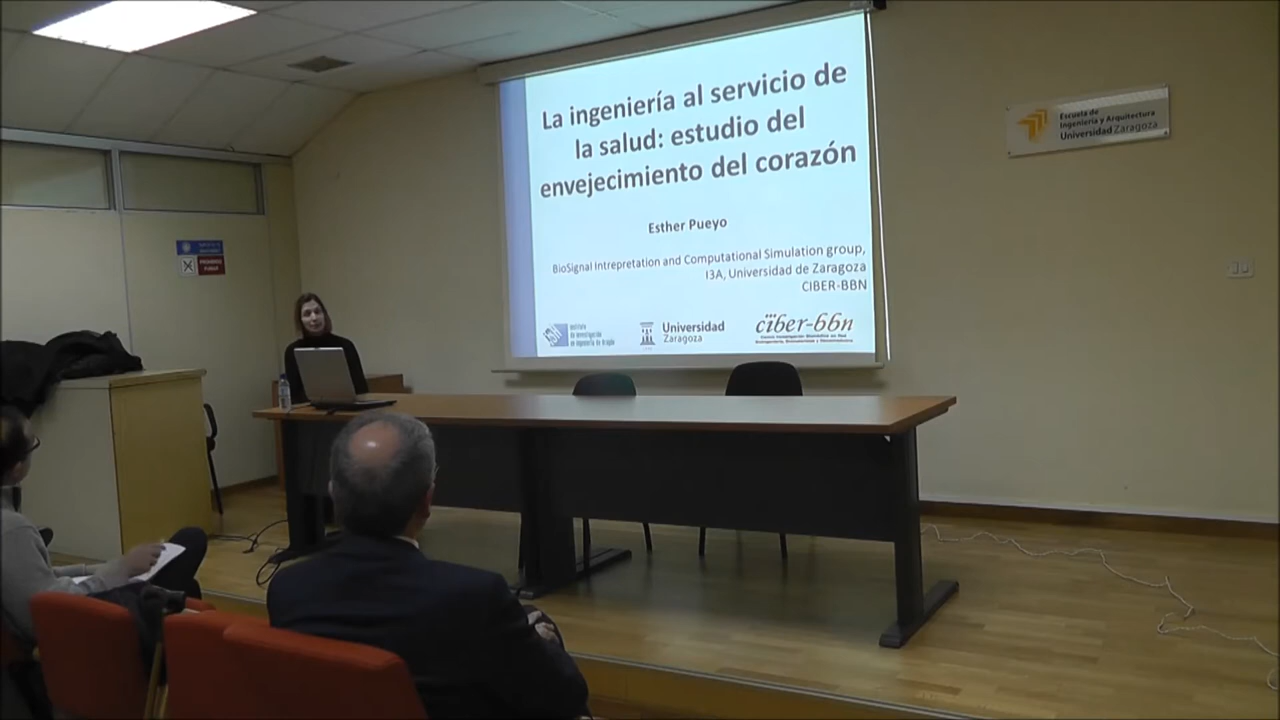 La ingeniería al servicio de
la salud: estudio del
envejecimiento del corazón
Esther Pueyo
BioSignal Intrepretation and Computational Simulation group,
I3A, Universidad de Zaragoza
CIBER-BBN
Universidad
Zaragoza
ciber-bbn
Escuela de
Ingeniería y Arquitectura
Universidad Zaragoza